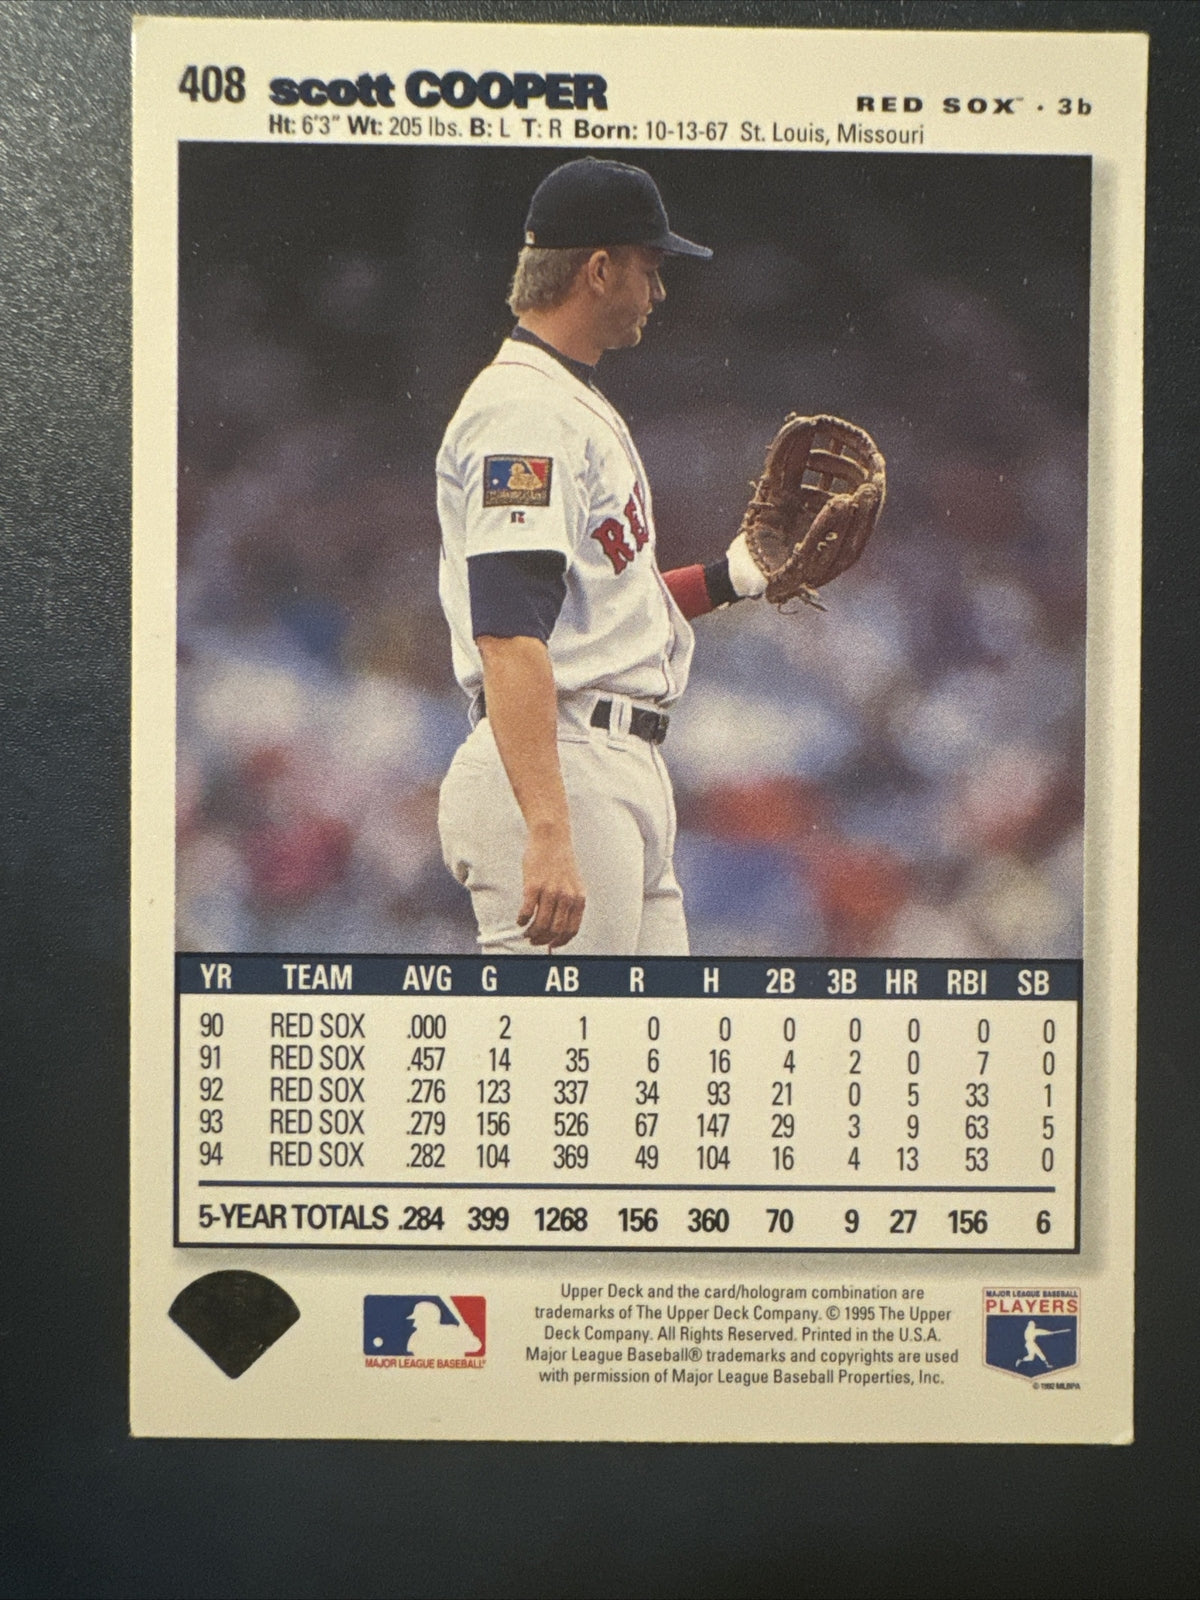 408 scott COOPER RED SOX™ · 3b
Ht: 6'3" Wt: 205 lbs. B: L T: R Born: 10-13-67 St. Louis, Missouri
R
RE
YR TEAM AVG G AB R H 2B 3B HR RBI SB
90 RED SOX .000 2 1 0 0 0 0 0 0 0
91 RED SOX .457 14 35 6 16 4 2 0 7 0
92 RED SOX .276 123 337 34 93 21 0 5 33 1
93 RED SOX .279 156 526 67 147 29 3 9 63 5
94 RED SOX .282 104 369 49 104 16 4 13 53 0
5-YEAR TOTALS .284 399 1268 156 360 70 9 27 156 6
MAJOR LEAGUE BASEBALL®
Upper Deck and the card/hologram combination are
trademarks of The Upper Deck Company. © 1995 The Upper
Deck Company. All Rights Reserved. Printed in the U.S.A.
Major League Baseball® trademarks and copyrights are used
with permission of Major League Baseball Properties, Inc.
MAJOR LEAGUE BASEBALL
PLAYERS
© 1992 MLBPA